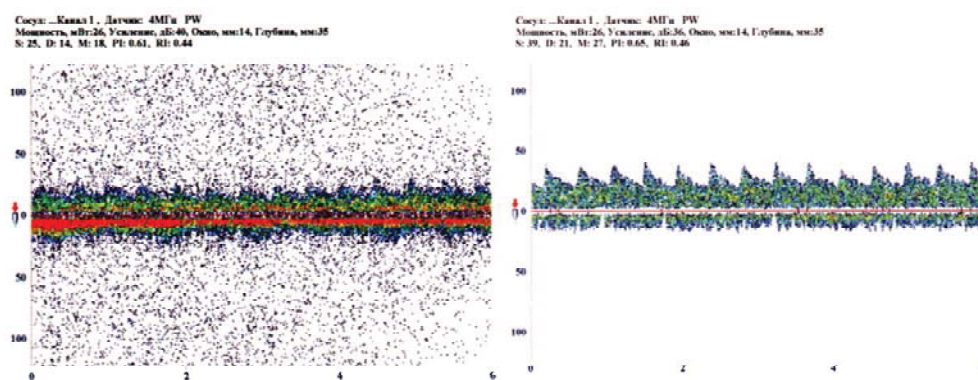 Сосуд: ...Канал 1 , Датчик: 4МГц PW
Мощность, мВт:26, Усиление, дБ:40, Окно, мм:14, Глубина, мм:35
S: 25, D: 14, M: 18, PI: 0.61, RI: 0.44
100
50
0
50
100
0
2
4
6
Сосуд: ...Канал 1 , Датчик: 4МГц PW
Мощность, мВт:26, Усиление, дБ:36, Окно, мм:14, Глубина, мм:35
S: 39, D: 21, M: 27, PI: 0.65, RI: 0.46
100
50
0
50
100
0
2
4